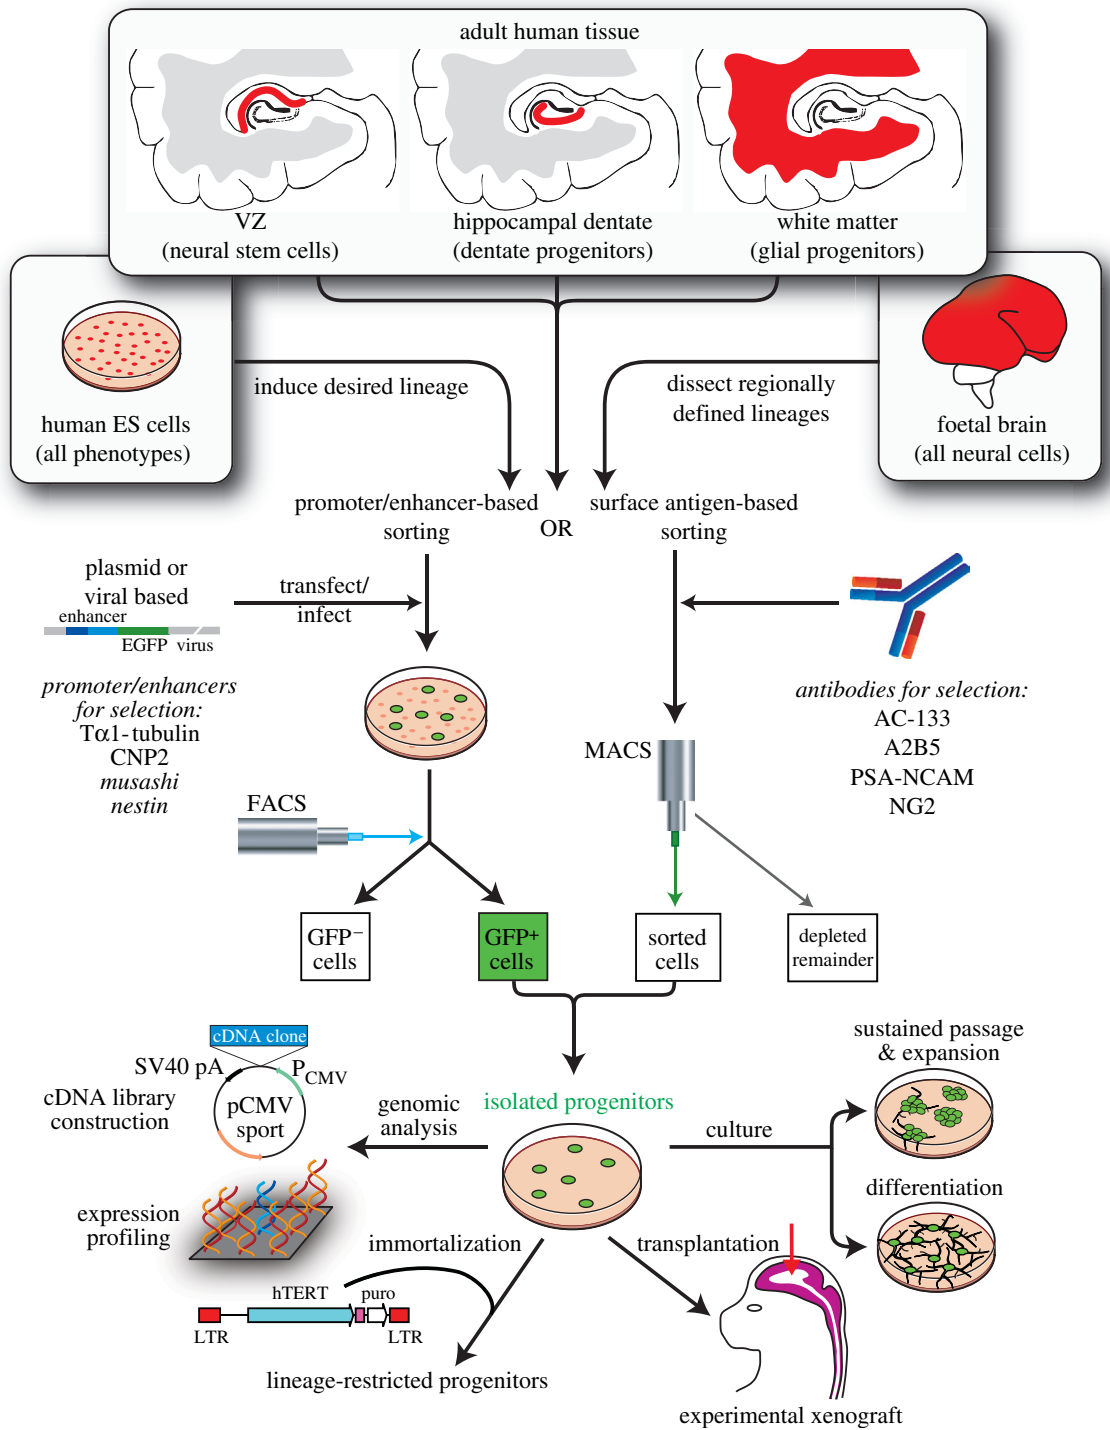 adult human tissue
VZ
(neural stem cells)
hippocampal dentate
(dentate progenitors)
white matter
(glial progenitors)
human ES cells
(all phenotypes)
induce desired lineage
dissect regionally
defined lineages
foetal brain
(all neural cells)
promoter/enhancer-based
sorting
OR
surface antigen-based
sorting
plasmid or
viral based
enhancer
EGFP
virus
transfect/
infect
promoter/enhancers
for selection:
Tα1-tubulin
CNP2
musashi
nestin
antibodies for selection:
AC-133
A2B5
PSA-NCAM
NG2
MACS
FACS
GFP⁻
cells
GFP⁺
cells
sorted
cells
depleted
remainder
cDNA clone
SV40 pA
PCMV
pCMV
sport
cDNA library
construction
genomic
analysis
isolated progenitors
culture
sustained passage
& expansion
differentiation
expression
profiling
immortalization
transplantation
hTERT
puro
LTR
LTR
lineage-restricted progenitors
experimental xenograft